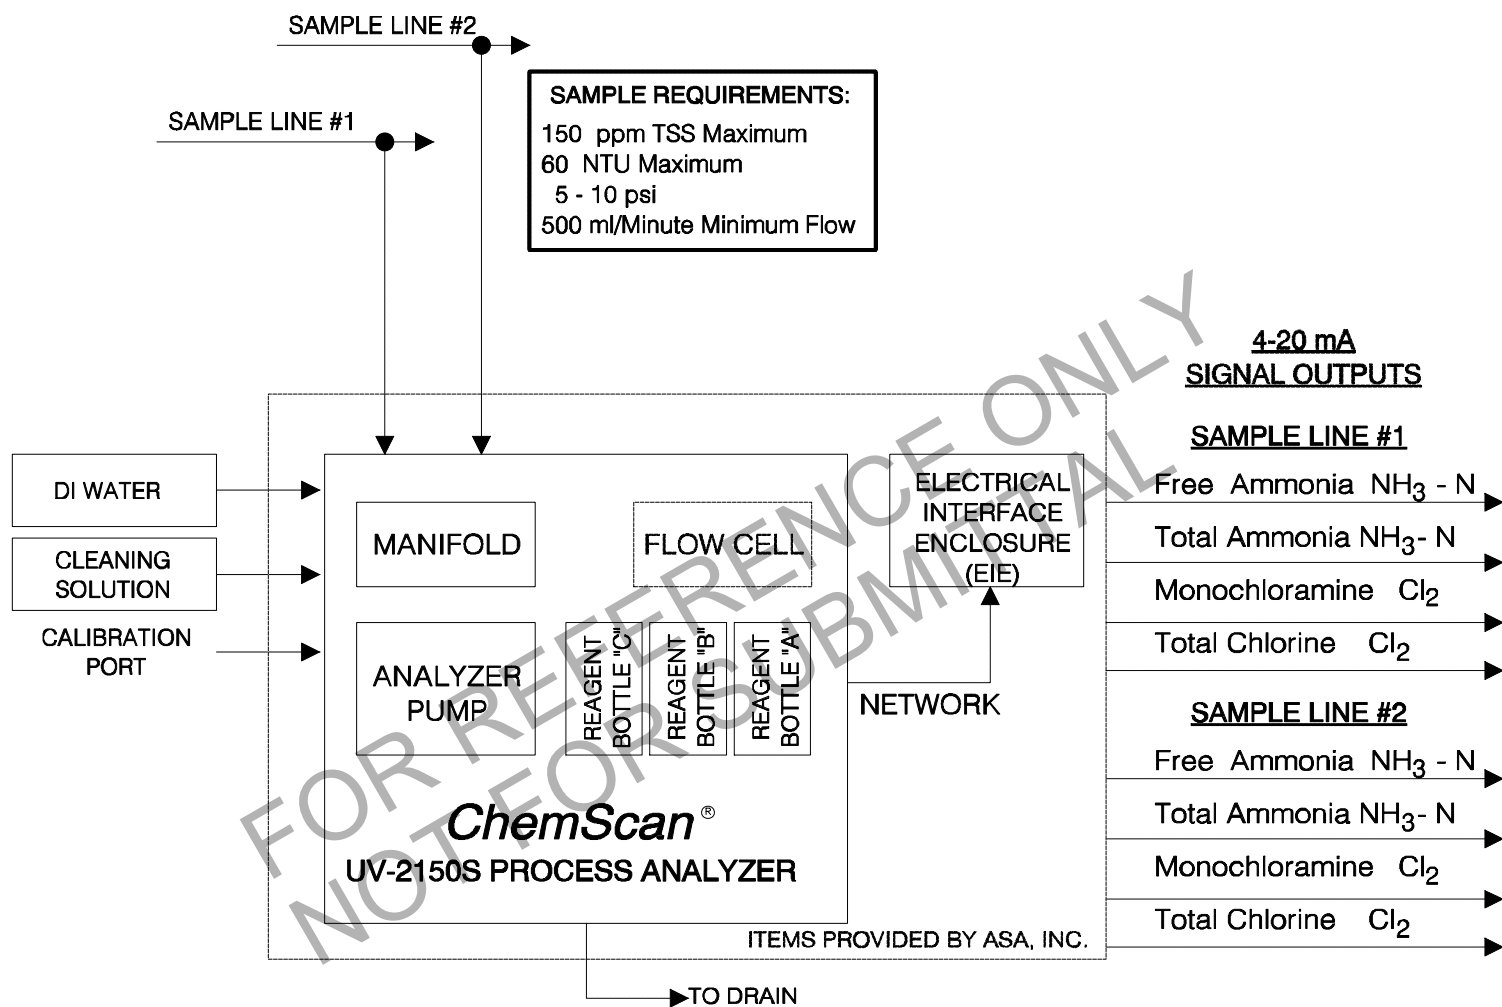 SAMPLE LINE #2
SAMPLE LINE #1
SAMPLE REQUIREMENTS:
150 ppm TSS Maximum
60 NTU Maximum
5 - 10 psi
500 ml/Minute Minimum Flow
4-20 mA
SIGNAL OUTPUTS
SAMPLE LINE #1
Free Ammonia NH3 - N
Total Ammonia NH3- N
Monochloramine Cl2
Total Chlorine Cl2
SAMPLE LINE #2
Free Ammonia NH3 - N
Total Ammonia NH3- N
Monochloramine Cl2
Total Chlorine Cl2
DI WATER
CLEANING
SOLUTION
CALIBRATION
PORT
MANIFOLD
FLOW CELL
ELECTRICAL
INTERFACE
ENCLOSURE
(EIE)
ANALYZER
PUMP
REAGENT
BOTTLE "C"
REAGENT
BOTTLE "B"
REAGENT
BOTTLE "A"
NETWORK
ChemScan ®
UV-2150S PROCESS ANALYZER
ITEMS PROVIDED BY ASA, INC.
TO DRAIN
FOR REFERENCE ONLY
NOT FOR SUBMITTAL